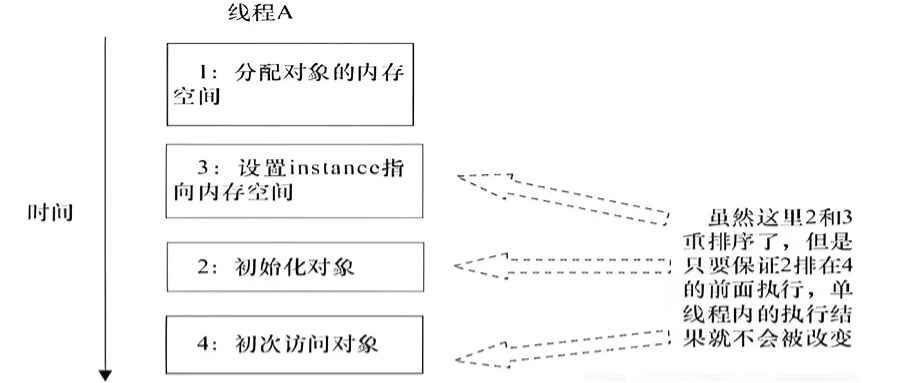 线程A
1：分配对象的内存
空间
3：设置instance指
向内存空间
时间
2：初始化对象
4：初次访问对象
虽然这里2和3
重排序了，但是
只要保证2排在4
的前面执行，单
线程内的执行结
果就不会被改变